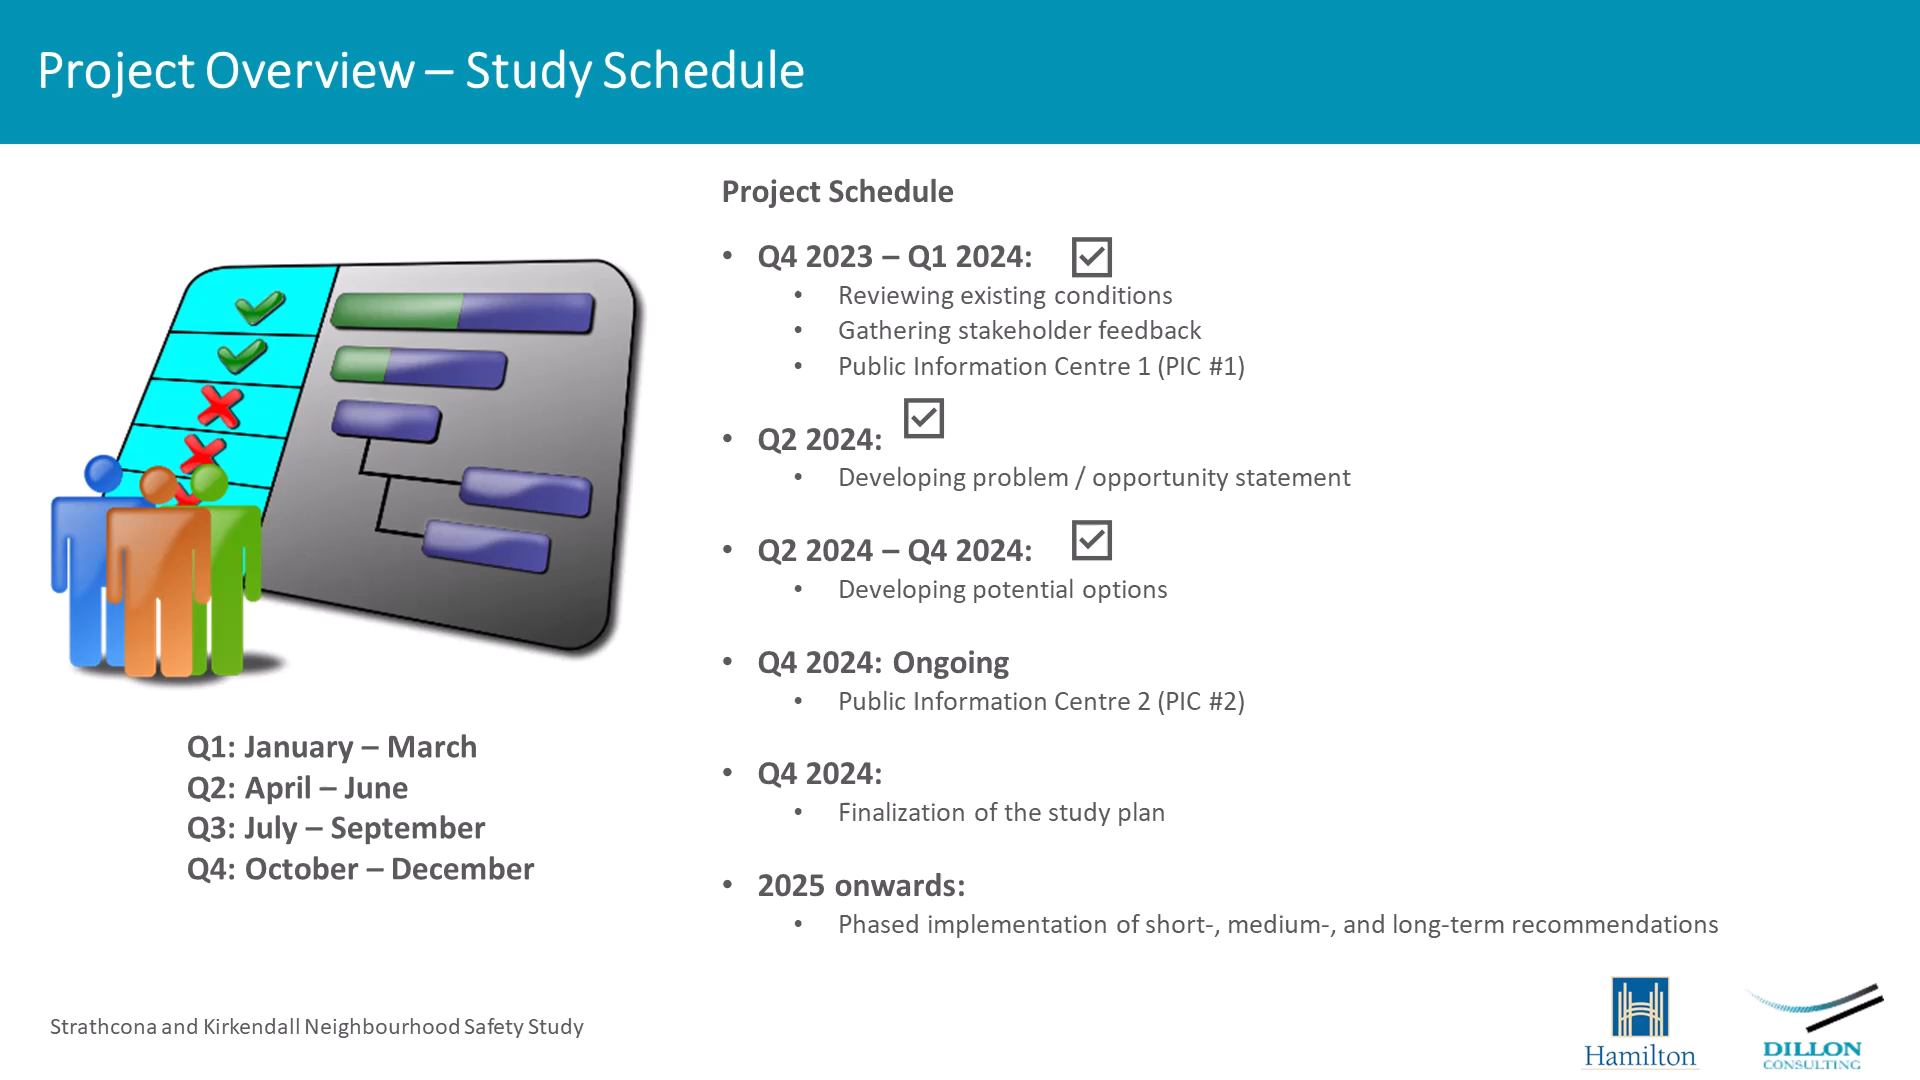 Project Overview – Study Schedule
Project Schedule
• Q4 2023 – Q1 2024:
• Reviewing existing conditions
• Gathering stakeholder feedback
• Public Information Centre 1 (PIC #1)
• Q2 2024:
• Developing problem / opportunity statement
• Q2 2024 – Q4 2024:
• Developing potential options
• Q4 2024: Ongoing
• Public Information Centre 2 (PIC #2)
• Q4 2024:
• Finalization of the study plan
• 2025 onwards:
• Phased implementation of short-, medium-, and long-term recommendations
Q1: January – March
Q2: April – June
Q3: July – September
Q4: October – December
Strathcona and Kirkendall Neighbourhood Safety Study
Hamilton
DILLON
CONSULTING